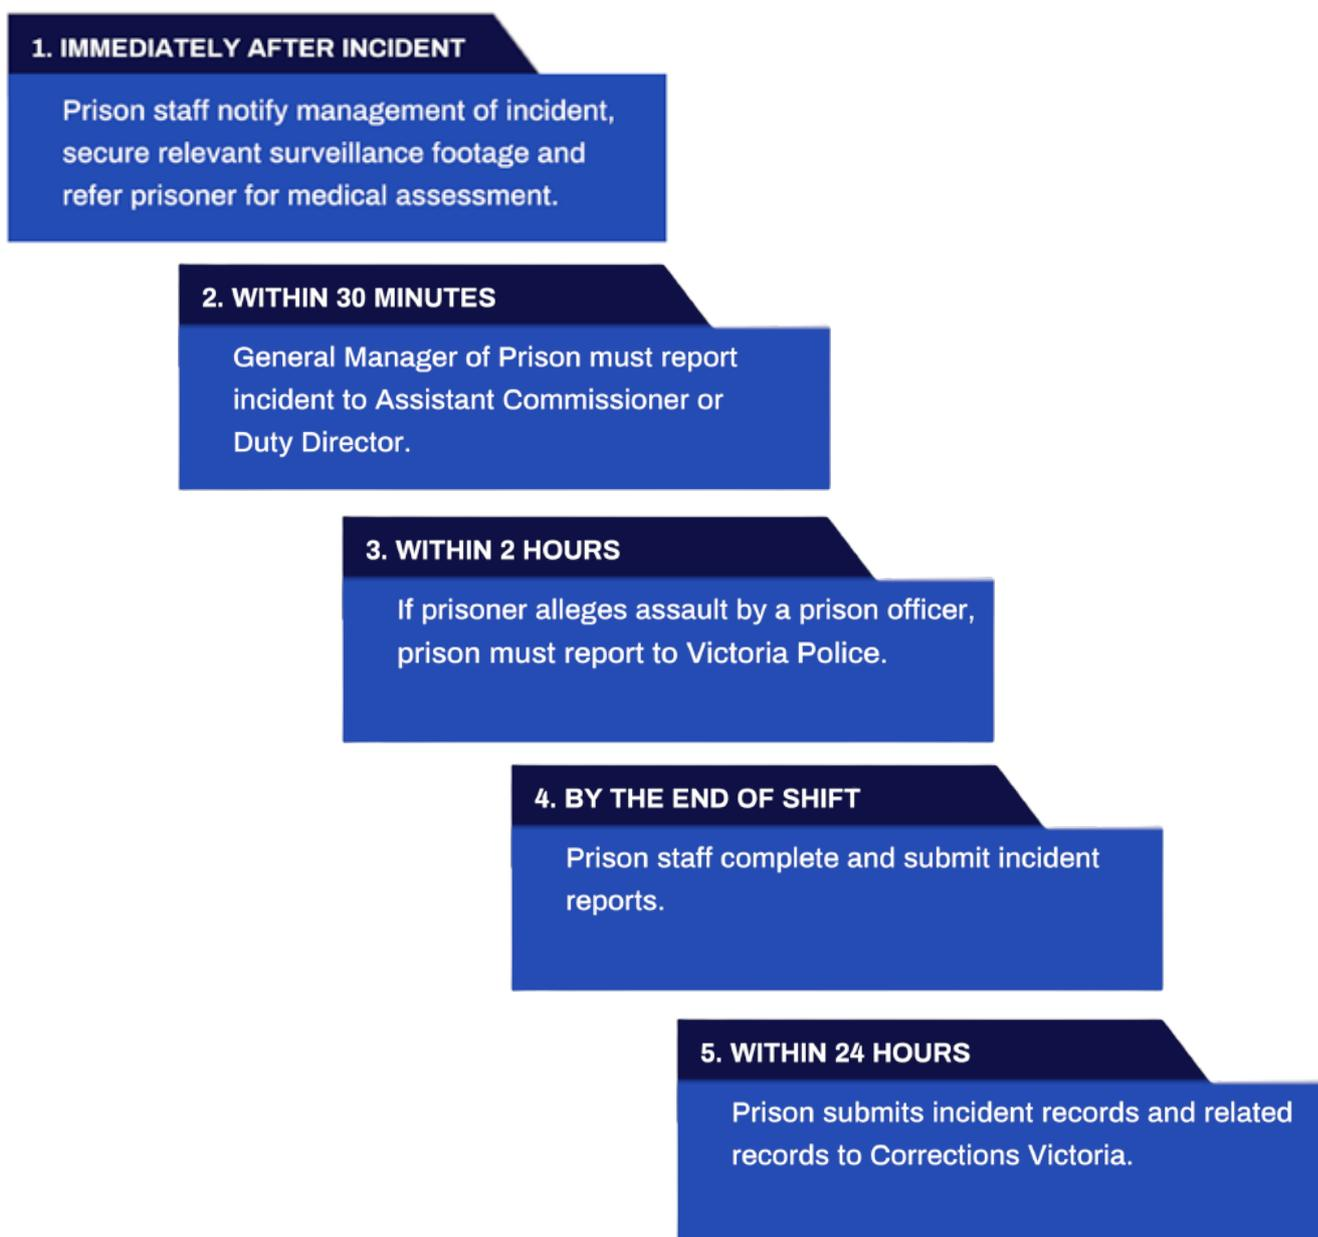 1. IMMEDIATELY AFTER INCIDENT
Prison staff notify management of incident,
secure relevant surveillance footage and
refer prisoner for medical assessment.
2. WITHIN 30 MINUTES
General Manager of Prison must report
incident to Assistant Commissioner or
Duty Director.
3. WITHIN 2 HOURS
If prisoner alleges assault by a prison officer,
prison must report to Victoria Police.
4. BY THE END OF SHIFT
Prison staff complete and submit incident
reports.
5. WITHIN 24 HOURS
Prison submits incident records and related
records to Corrections Victoria.